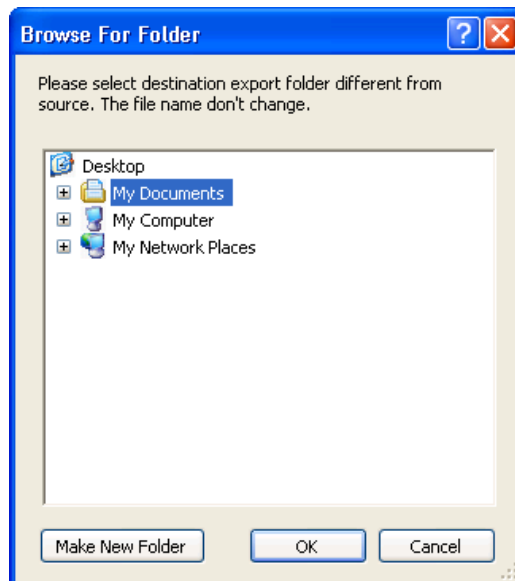 Browse For Folder
Please select destination export folder different from
source. The file name don't change.
Desktop
My Documents
My Computer
My Network Places
Make New Folder OK Cancel